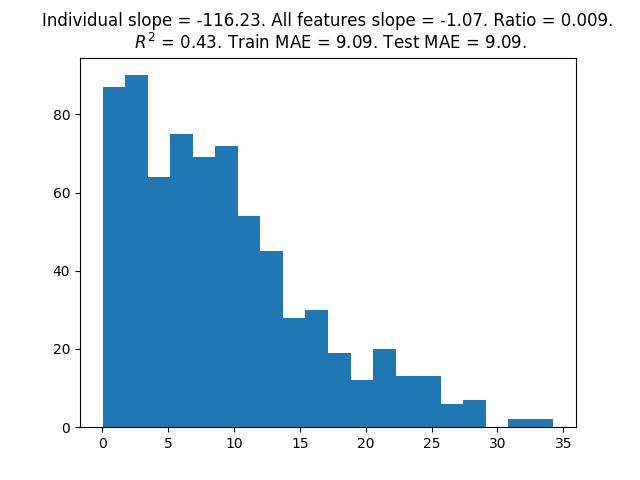 Individual slope = -116.23. All features slope = -1.07. Ratio = 0.009.
R² = 0.43. Train MAE = 9.09. Test MAE = 9.09.
80
60
40
20
0
0 5 10 15 20 25 30 35